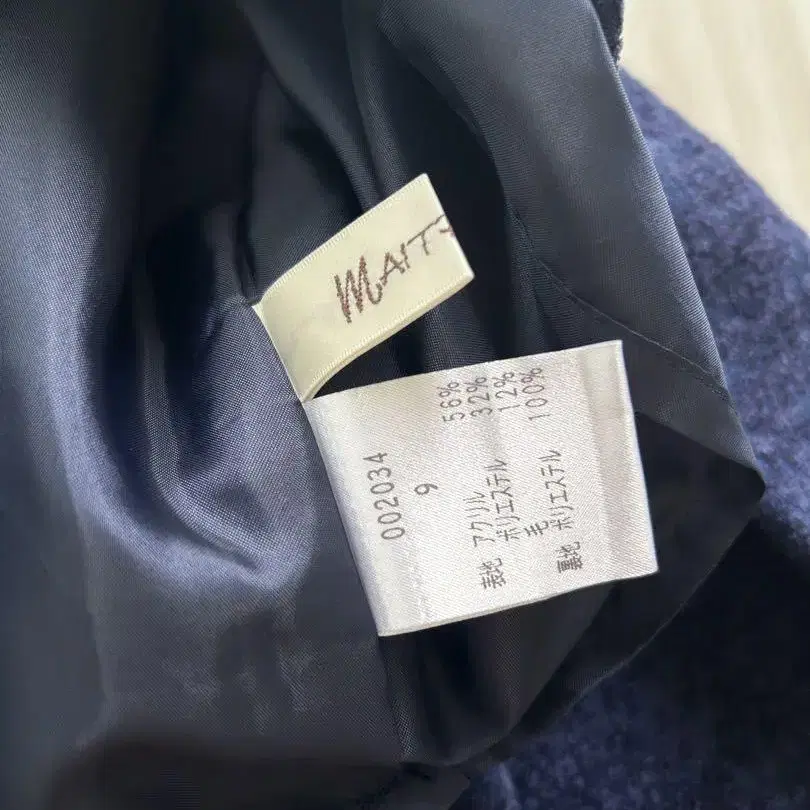 MAIT
002034
9
表地 アクリル 56%
ポリエステル 32%
毛 12%
裏地 ポリエステル 100%